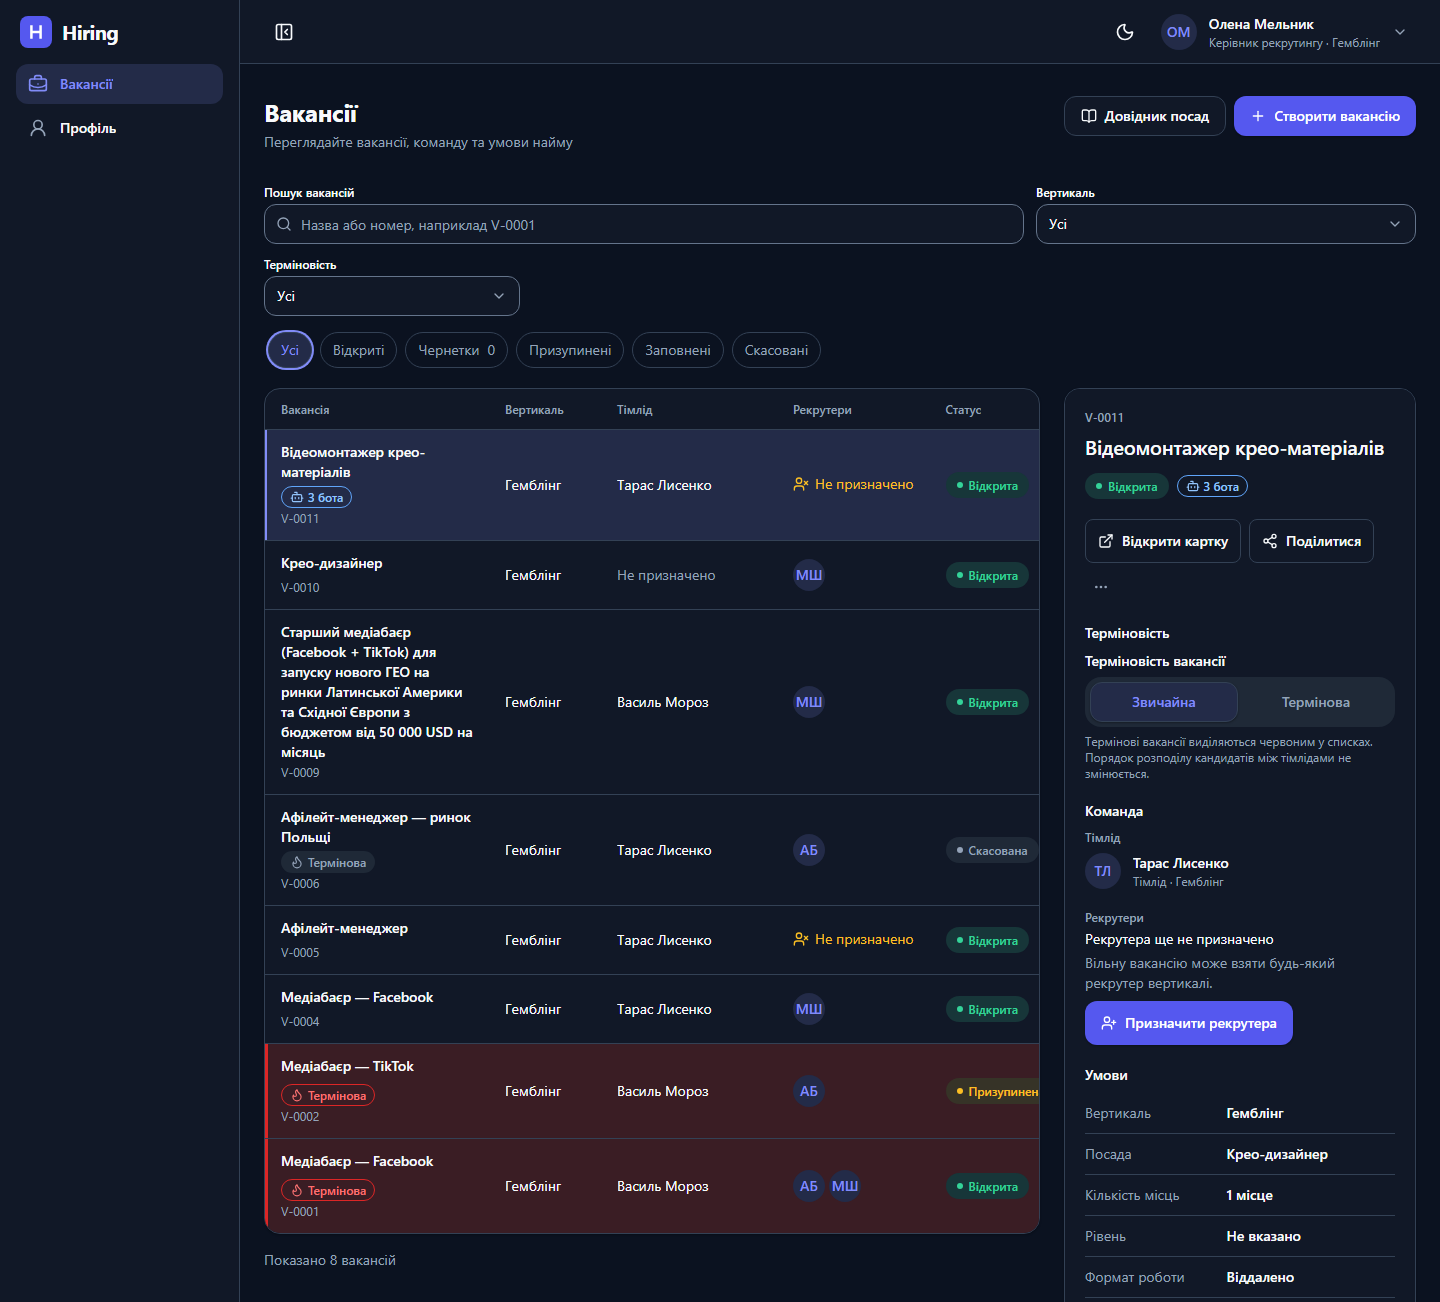 H Hiring
Вакансії
Профіль
ОМ
Олена Мельник
Керівник рекрутингу · Гемблінг
Вакансії
Переглядайте вакансії, команду та умови найму
Довідник посад
Створити вакансію
Пошук вакансій
Назва або номер, наприклад V-0001
Вертикаль
Усі
Терміновість
Усі
Усі Відкриті Чернетки 0 Призупинені Заповнені Скасовані
Вакансія Вертикаль Тімлід Рекрутери Статус
Відеомонтажер крео-
матеріалів
З бота
V-0011
Гемблінг Тарас Лисенко Не призначено Відкрита
Крео-дизайнер
V-0010
Гемблінг Не призначено МШ Відкрита
Старший медіабаєр
(Facebook + TikTok) для
запуску нового ГЕО на
ринки Латинської Америки
та Східної Європи з
бюджетом від 50 000 USD на
місяць
V-0009
Гемблінг Василь Мороз МШ Відкрита
Афілейт-менеджер — ринок
Польщі
Термінова
V-0006
Гемблінг Тарас Лисенко АБ Скасована
Афілейт-менеджер
V-0005
Гемблінг Тарас Лисенко Не призначено Відкрита
Медіабаєр — Facebook
V-0004
Гемблінг Тарас Лисенко МШ Відкрита
Медіабаєр — TikTok
Термінова
V-0002
Гемблінг Василь Мороз АБ Призупинен
Медіабаєр — Facebook
Термінова
V-0001
Гемблінг Василь Мороз АБ МШ Відкрита
Показано 8 вакансій
V-0011
Відеомонтажер крео-матеріалів
Відкрита З бота
Відкрити картку Поділитися
...
Терміновість
Терміновість вакансії
Звичайна Термінова
Термінові вакансії виділяються червоним у списках.
Порядок розподілу кандидатів між тімлідами не
змінюється.
Команда
Тімлід
ТЛ
Тарас Лисенко
Тімлід · Гемблінг
Рекрутери
Рекрутера ще не призначено
Вільну вакансію може взяти будь-який
рекрутер вертикалі.
Призначити рекрутера
Умови
Вертикаль Гемблінг
Посада Крео-дизайнер
Кількість місць 1 місце
Рівень Не вказано
Формат роботи Віддалено